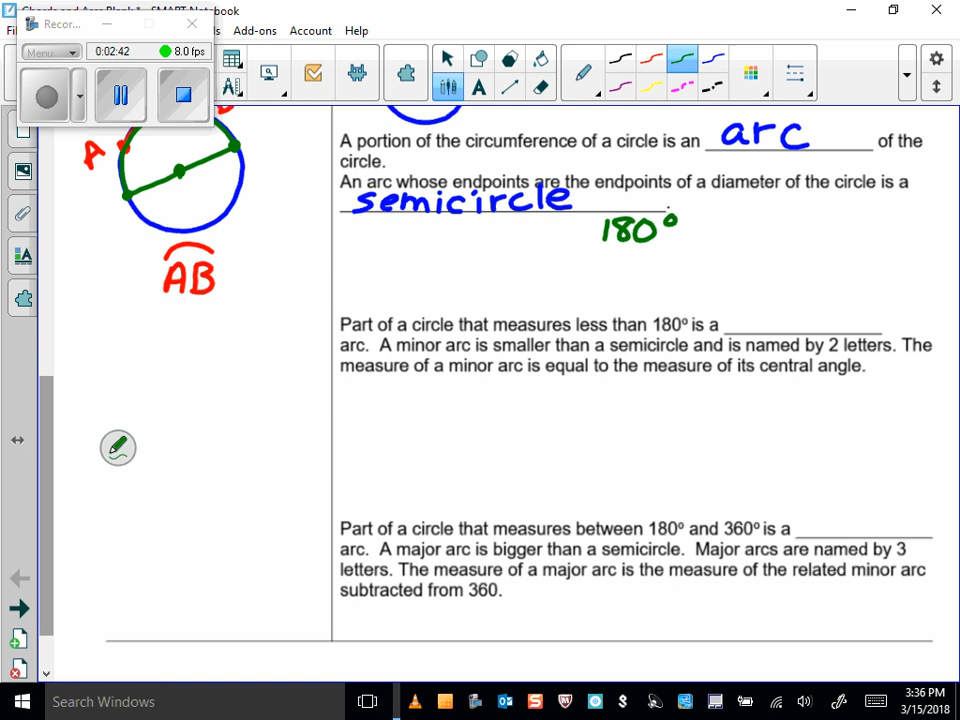 Recor...
Menu
0:02:42
8.0 fps
SMART Notebook
Add-ons
Account
Help
A
AB
A portion of the circumference of a circle is an arc of the
circle.
An arc whose endpoints are the endpoints of a diameter of the circle is a
semicircle.
180°
Part of a circle that measures less than 180° is a ________________
arc. A minor arc is smaller than a semicircle and is named by 2 letters. The
measure of a minor arc is equal to the measure of its central angle.
Part of a circle that measures between 180° and 360° is a ______________
arc. A major arc is bigger than a semicircle. Major arcs are named by 3
letters. The measure of a major arc is the measure of the related minor arc
subtracted from 360.
Search Windows
3:36 PM
3/15/2018